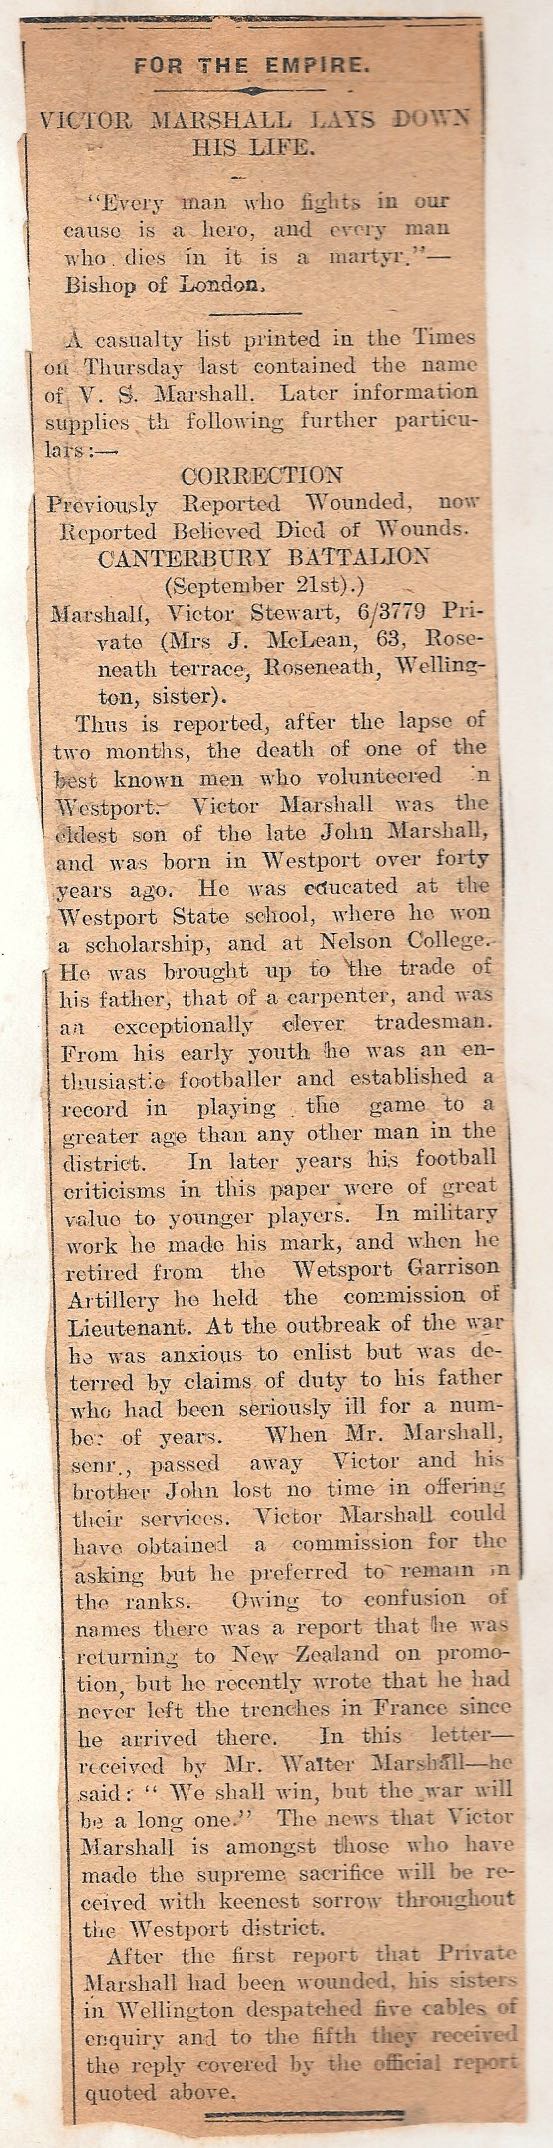 FOR THE EMPIRE.
VICTOR MARSHALL LAYS DOWN
HIS LIFE.
"Every man who fights in our
cause is a hero, and every man
who dies in it is a martyr."—
Bishop of London.
A casualty list printed in the Times
on Thursday last contained the name
of V. S. Marshall. Later information
supplies th following further particu-
lars:—
CORRECTION
Previously Reported Wounded, now
Reported Believed Died of Wounds.
CANTERBURY BATTALION
(September 21st).)
Marshall, Victor Stewart, 6/3779 Pri-
vate (Mrs J. McLean, 63, Rose-
neath terrace, Roseneath, Welling-
ton, sister).
Thus is reported, after the lapse of
two months, the death of one of the
best known men who volunteered in
Westport. Victor Marshall was the
eldest son of the late John Marshall,
and was born in Westport over forty
years ago. He was educated at the
Westport State school, where he won
a scholarship, and at Nelson College.
He was brought up to the trade of
his father, that of a carpenter, and was
an exceptionally clever tradesman.
From his early youth he was an en-
thusiastic footballer and established a
record in playing the game to a
greater age than any other man in the
district. In later years his football
criticisms in this paper were of great
value to younger players. In military
work he made his mark, and when he
retired from the Wetsport Garrison
Artillery he held the commission of
Lieutenant. At the outbreak of the war
he was anxious to enlist but was de-
terred by claims of duty to his father
who had been seriously ill for a num-
ber of years. When Mr. Marshall,
senr., passed away Victor and his
brother John lost no time in offering
their services. Victor Marshall could
have obtained a commission for the
asking but he preferred to remain in
the ranks. Owing to confusion of
names there was a report that he was
returning to New Zealand on promo-
tion, but he recently wrote that he had
never left the trenches in France since
he arrived there. In this letter—
received by Mr. Walter Marshall—he
said: " We shall win, but the war will
be a long one." The news that Victor
Marshall is amongst those who have
made the supreme sacrifice will be re-
ceived with keenest sorrow throughout
the Westport district.
After the first report that Private
Marshall had been wounded, his sisters
in Wellington despatched five cables of
enquiry and to the fifth they received
the reply covered by the official report
quoted above.